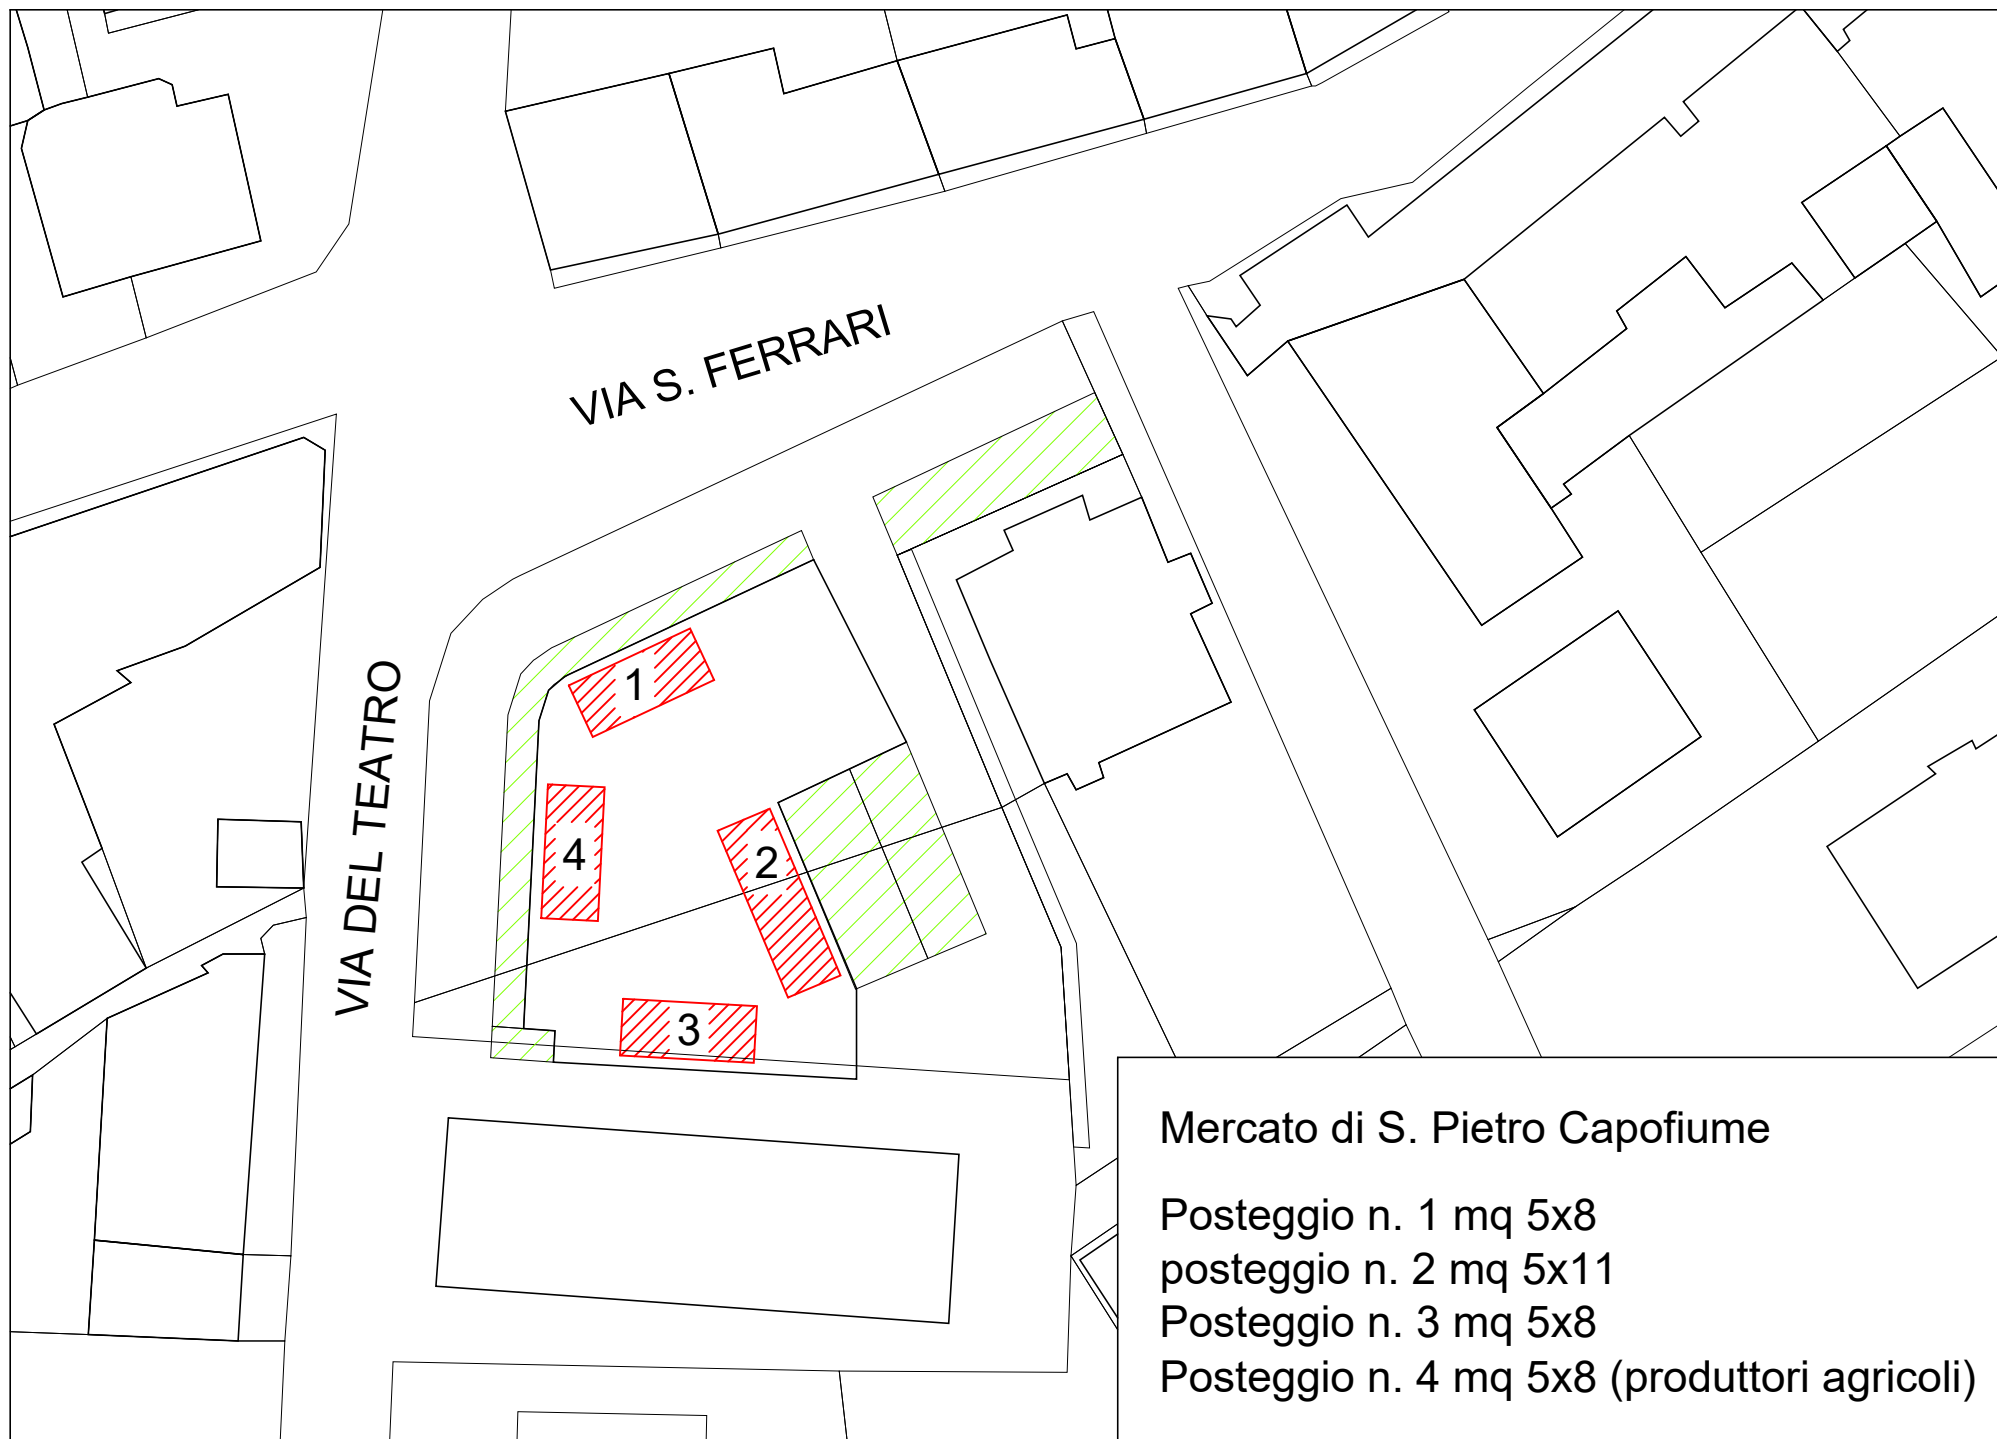 VIA S. FERRARI
VIA DEL TEATRO
1
4
2
3
Mercato di S. Pietro Capofiume
Posteggio n. 1 mq 5x8
posteggio n. 2 mq 5x11
Posteggio n. 3 mq 5x8
Posteggio n. 4 mq 5x8 (produttori agricoli)